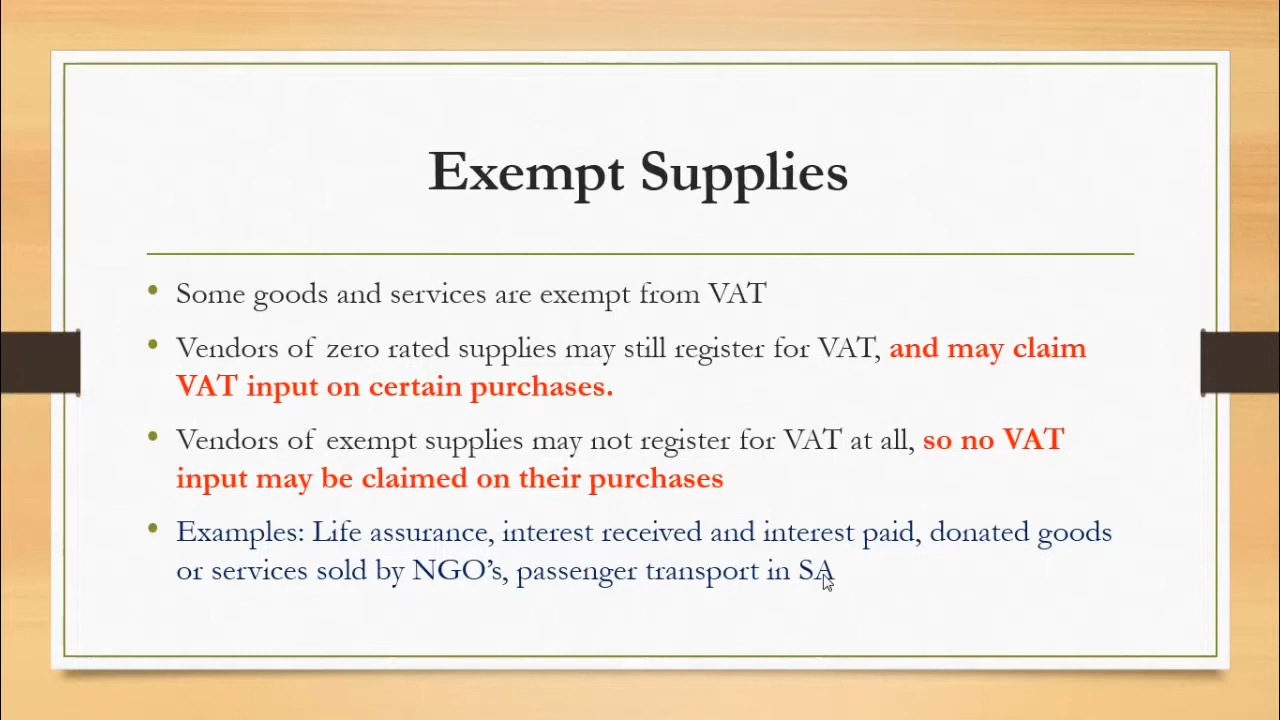 Exempt Supplies
• Some goods and services are exempt from VAT
• Vendors of zero rated supplies may still register for VAT, and may claim
VAT input on certain purchases.
• Vendors of exempt supplies may not register for VAT at all, so no VAT
input may be claimed on their purchases
• Examples: Life assurance, interest received and interest paid, donated goods
or services sold by NGO’s, passenger transport in SA